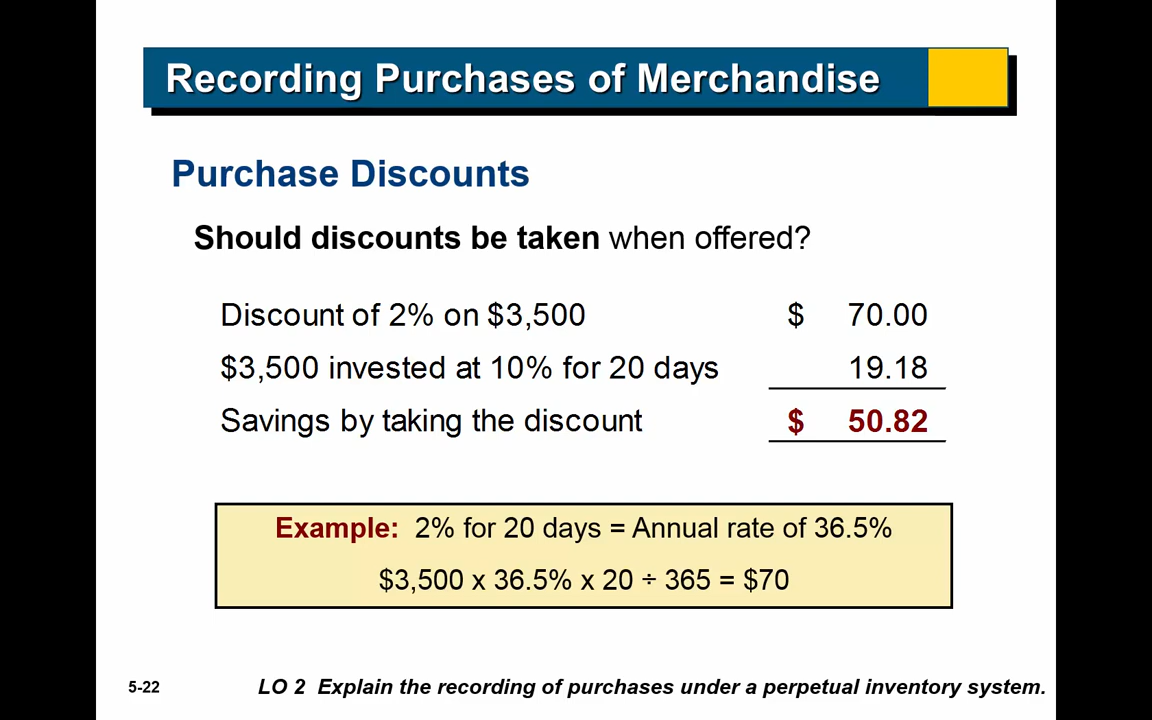 Recording Purchases of Merchandise
Purchase Discounts
Should discounts be taken when offered?
Discount of 2% on $3,500 $ 70.00
$3,500 invested at 10% for 20 days 19.18
Savings by taking the discount $ 50.82
Example: 2% for 20 days = Annual rate of 36.5%
$3,500 x 36.5% x 20 ÷ 365 = $70
5-22 LO 2 Explain the recording of purchases under a perpetual inventory system.